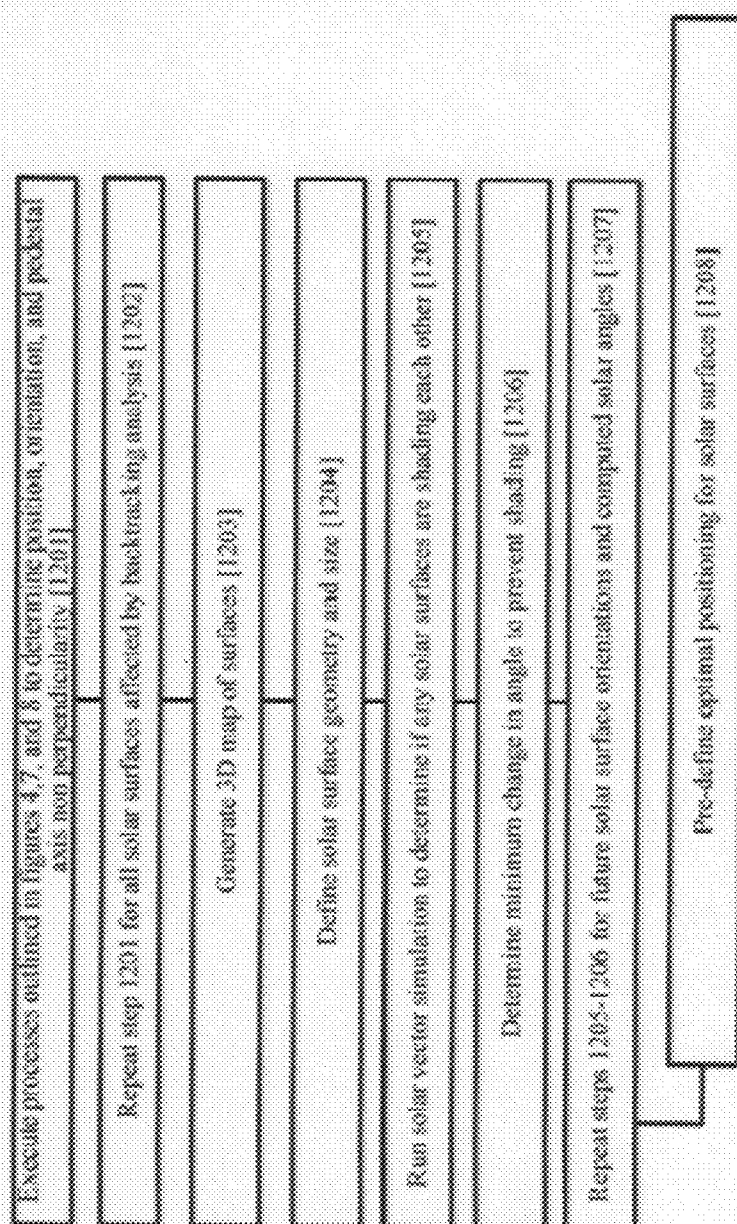 Execute processes outlined in figures 4,7, and 8 to determine position, orientation, and pedestal
axis non perpendicularity [1201]
Repeat step 1201 for all solar surfaces affected by backtracking analysis [1202]
Generate 3D map of surfaces [1203]
Define solar surface geometry and size [1204]
Run solar vector simulation to determine if any solar surfaces are shading each other [1205]
Determine minimum change in angle to prevent shading [1206]
Repeat steps 1205-1206 for future solar surface orientations and computed solar angles [1207]
Pre-define optimal positioning for solar surfaces [1208]